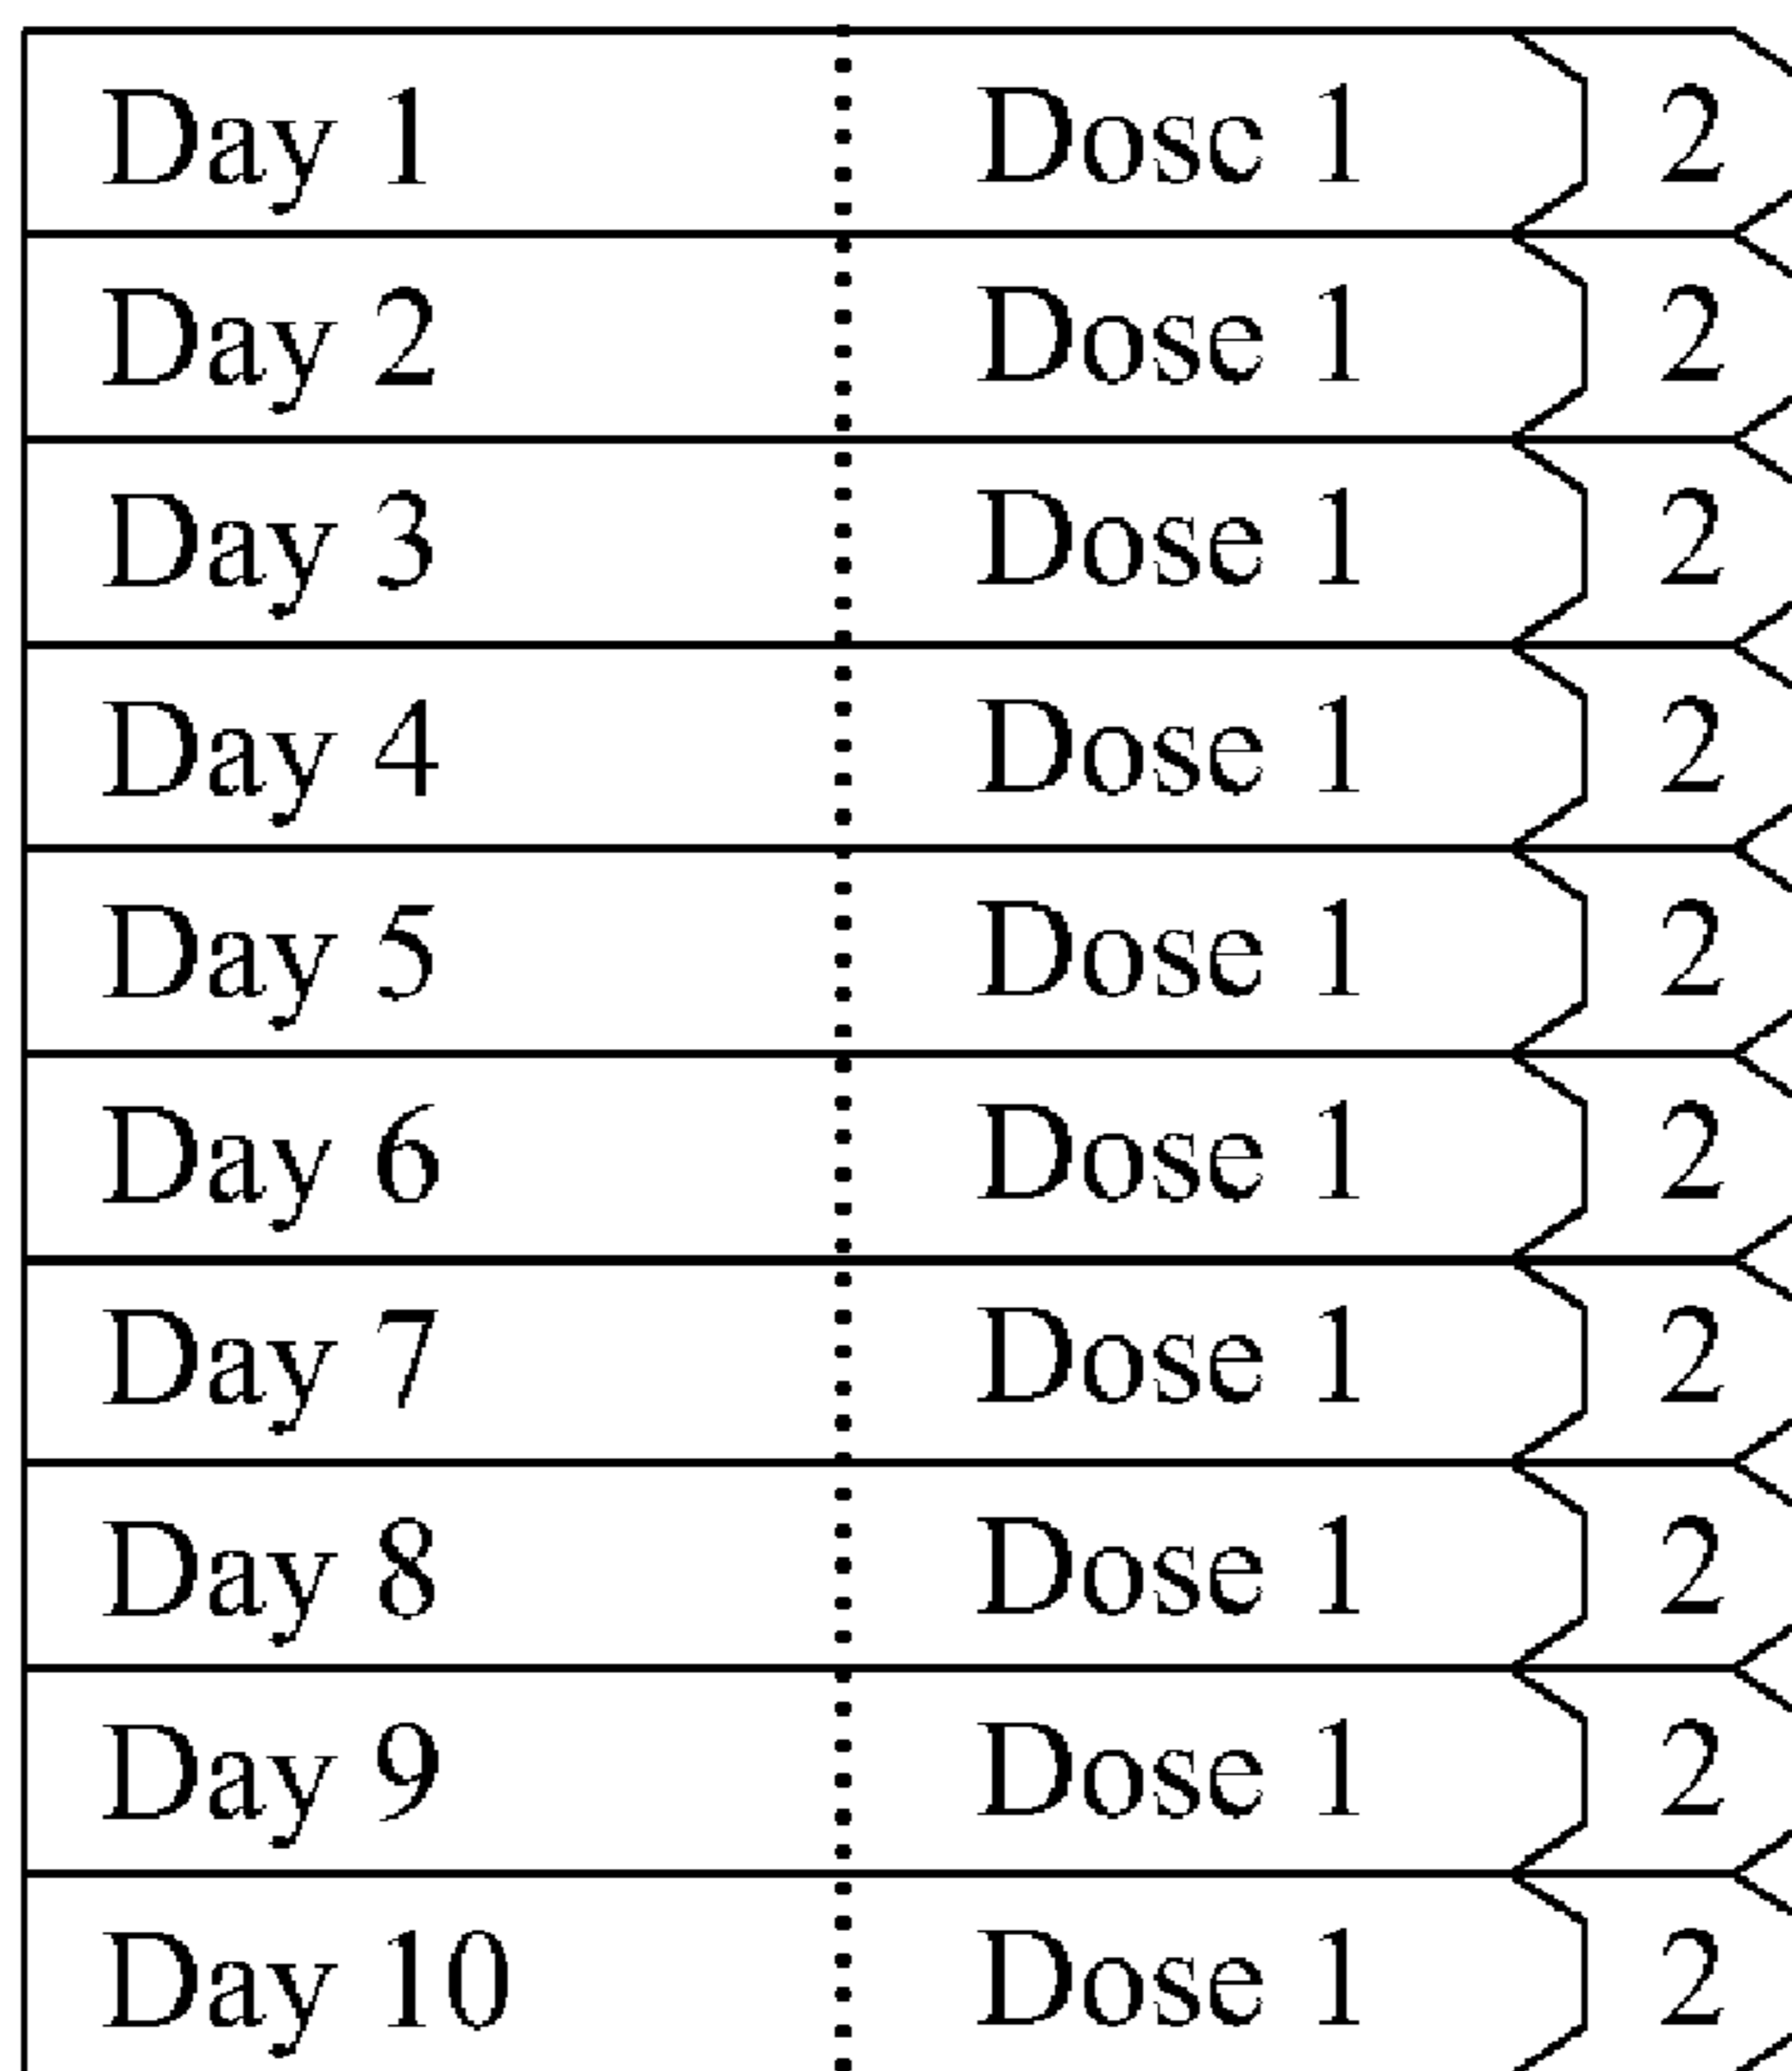 Day 1 Dose 1 2
Day 2 Dose 1 2
Day 3 Dose 1 2
Day 4 Dose 1 2
Day 5 Dose 1 2
Day 6 Dose 1 2
Day 7 Dose 1 2
Day 8 Dose 1 2
Day 9 Dose 1 2
Day 10 Dose 1 2